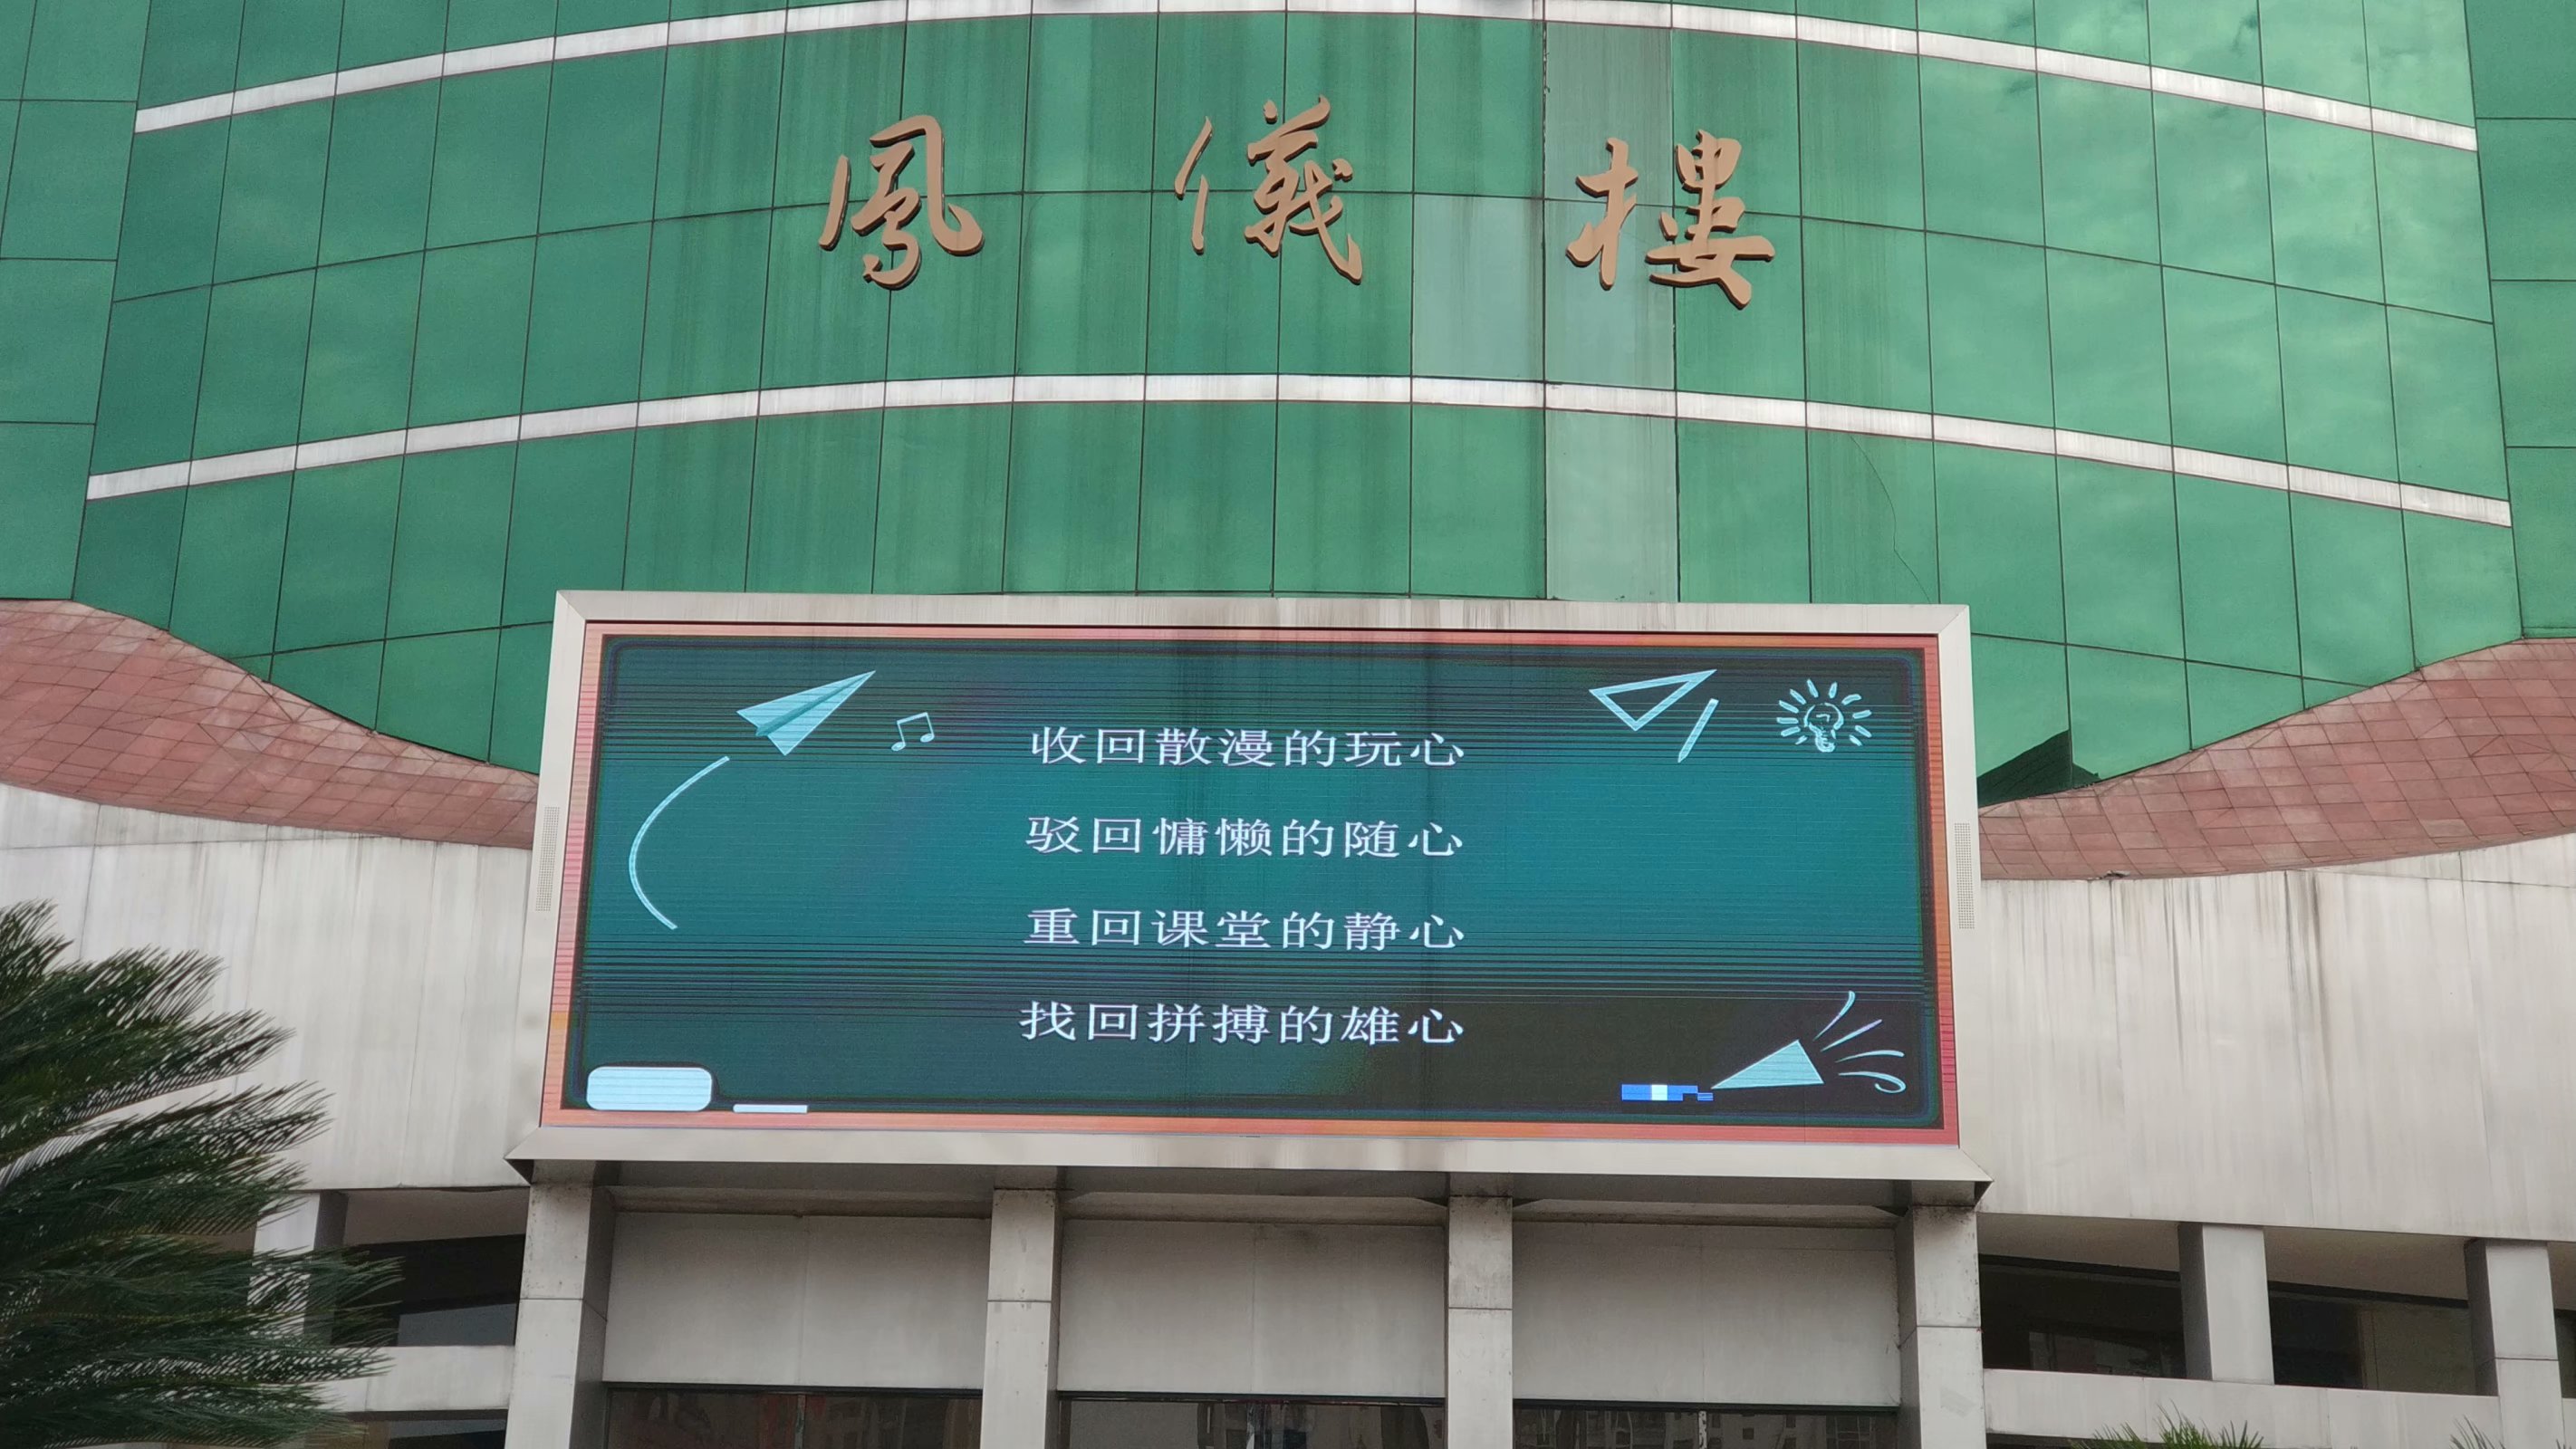 鳳儀樓
收回散漫的玩心
驳回慵懒的随心
重回课堂的静心
找回拼搏的雄心